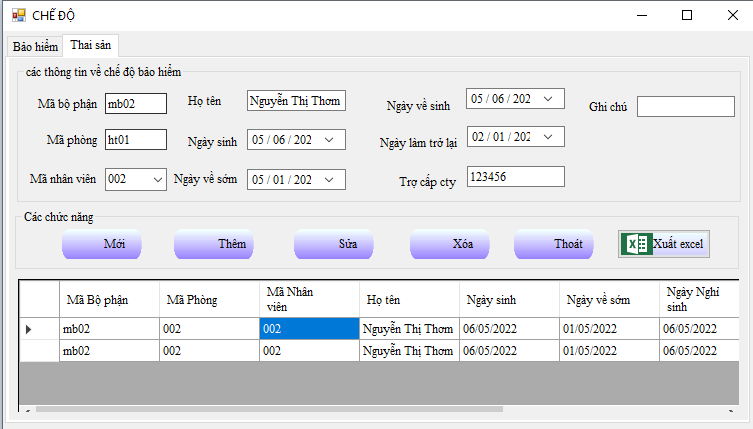 CHẾ ĐỘ
Bảo hiểm Thai sản
các thông tin về chế độ bảo hiểm
Mã bộ phận mb02 Họ tên Nguyễn Thị Thơm Ngày về sinh 05 / 06 / 202 Ghi chú
Mã phòng ht01 Ngày sinh 05 / 06 / 202 Ngày làm trở lại 02 / 01 / 202
Mã nhân viên 002 Ngày về sớm 05 / 01 / 202 Trợ cấp cty 123456
Các chức năng
Mới Thêm Sửa Xóa Thoát Xuất excel
Mã Bộ phận Mã Phòng Mã Nhân viên Họ tên Ngày sinh Ngày về sớm Ngày Nghỉ sinh
mb02 002 002 Nguyễn Thị Thơm 06/05/2022 01/05/2022 06/05/2022
mb02 002 002 Nguyễn Thị Thơm 06/05/2022 01/05/2022 06/05/2022